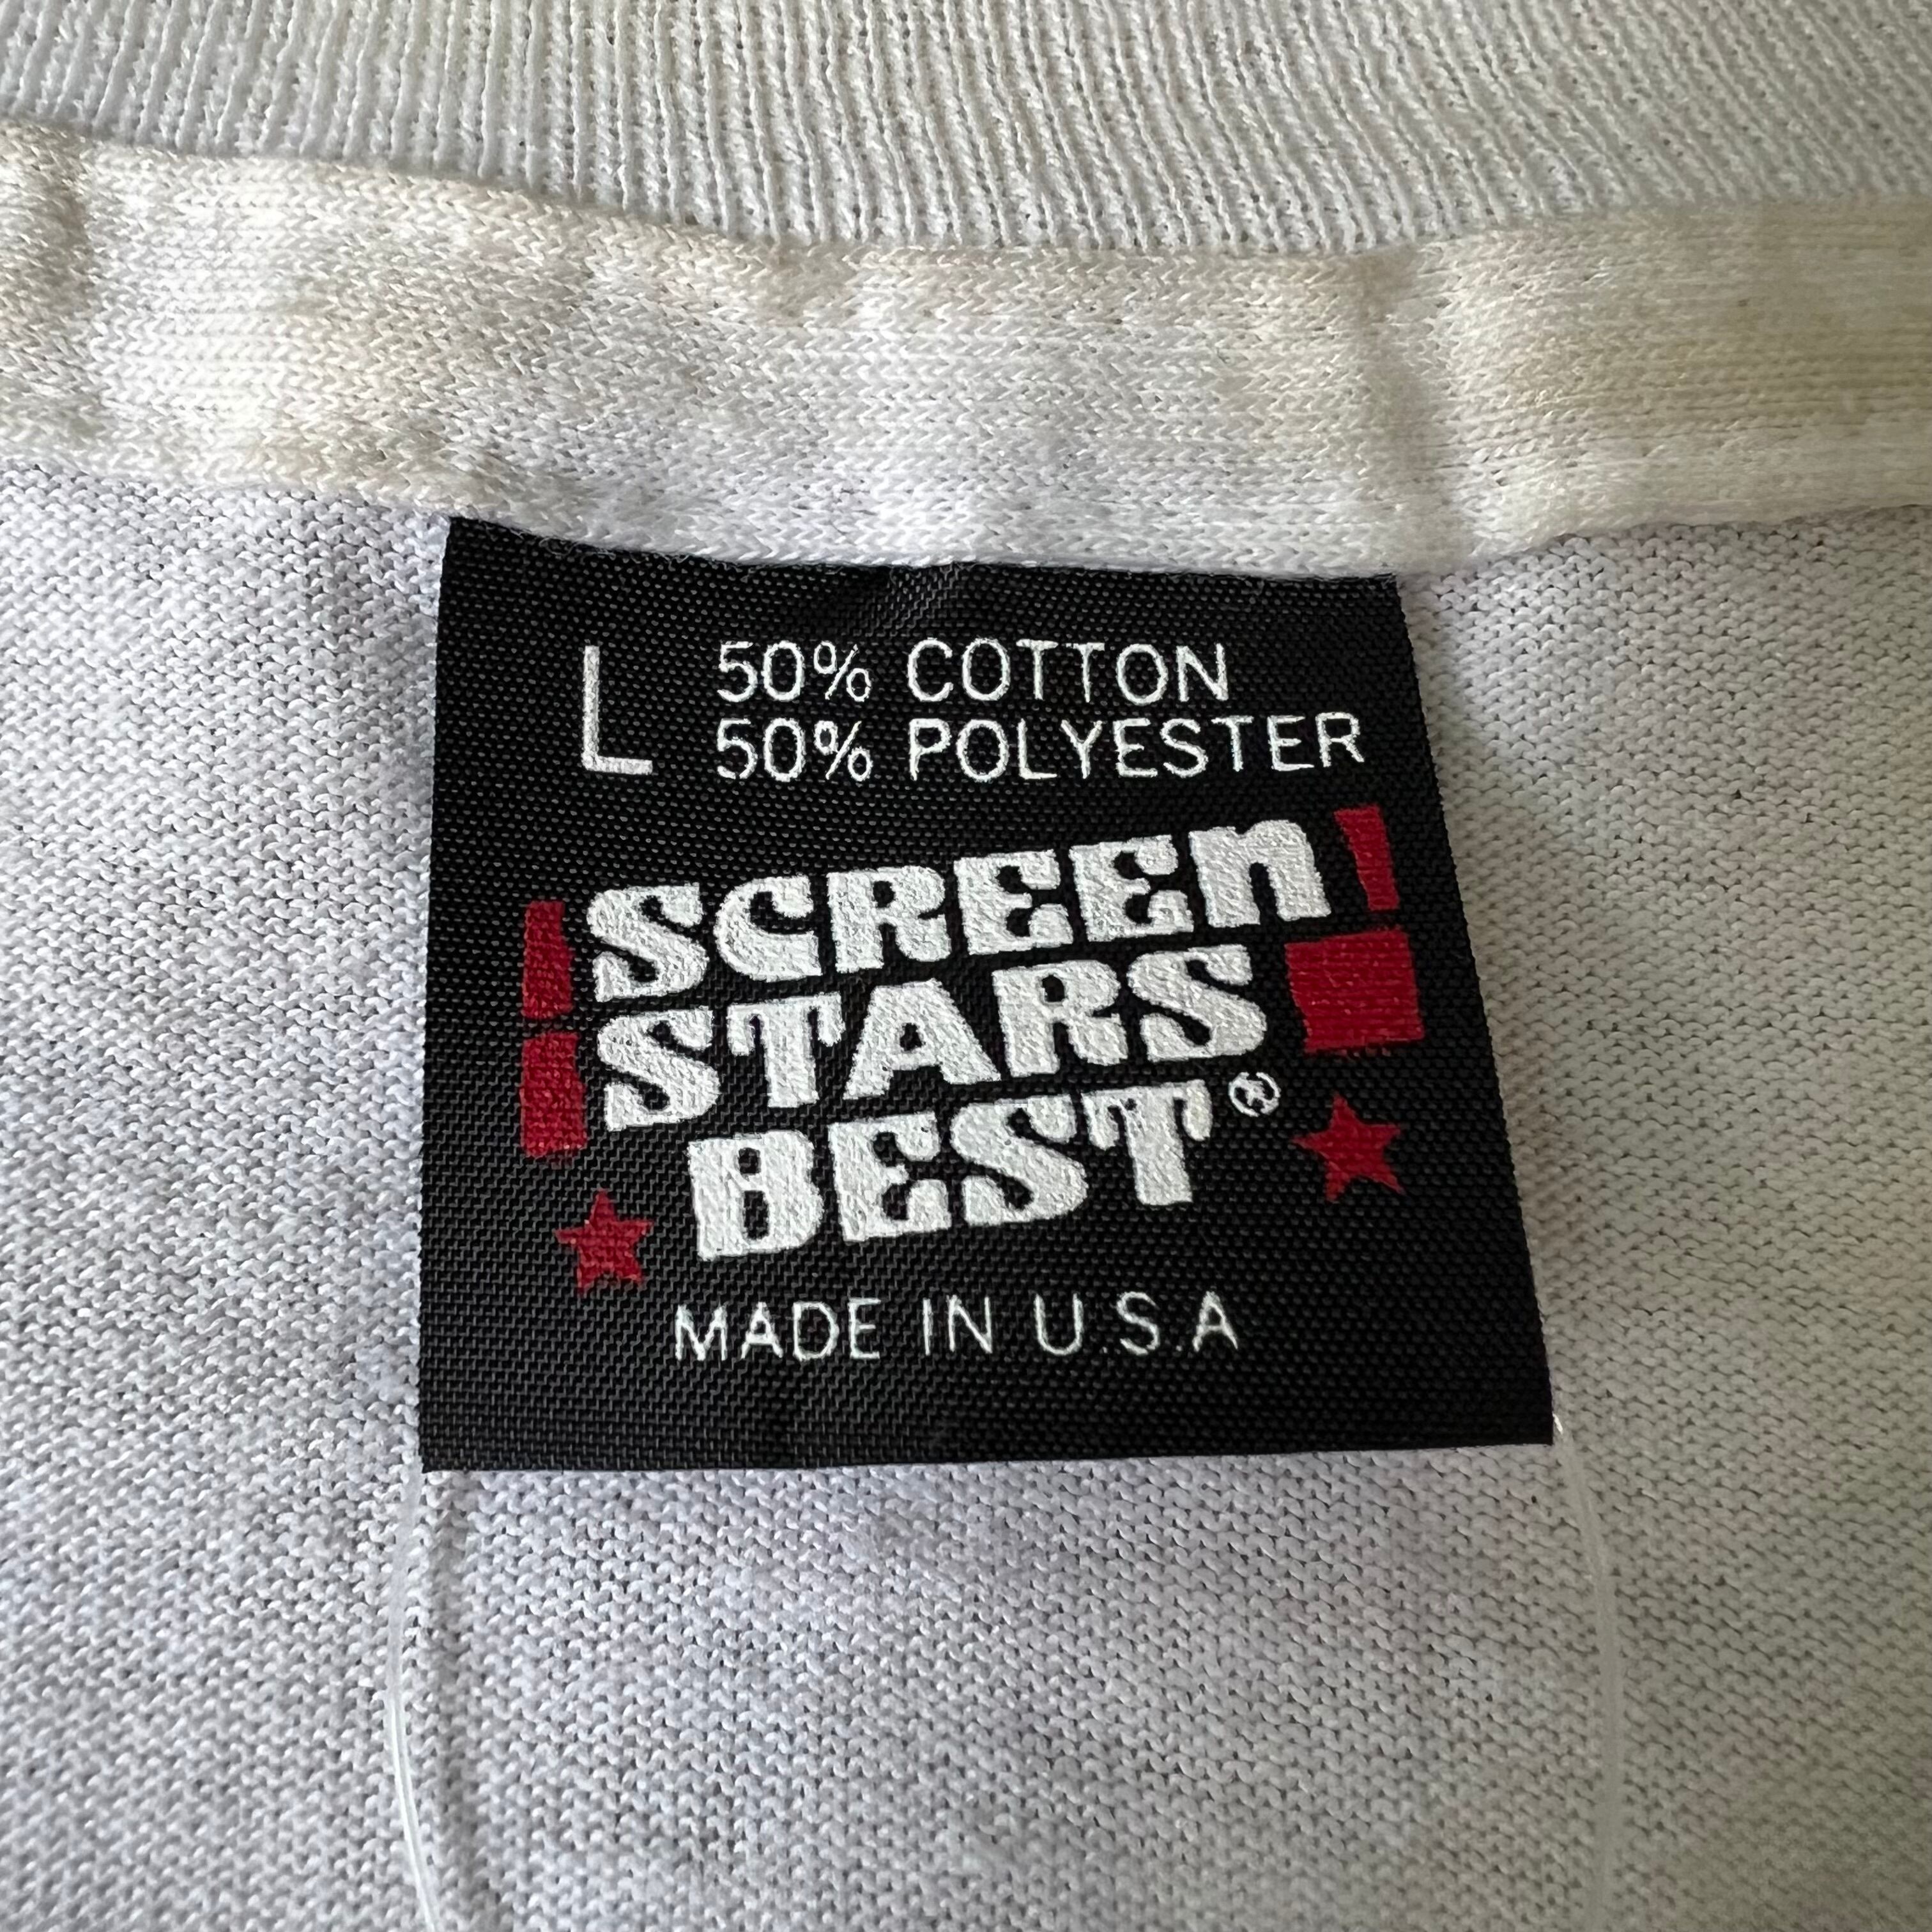 L 50% COTTON
50% POLYESTER
SCREEN
STARS
BEST®
MADE IN U.S.A